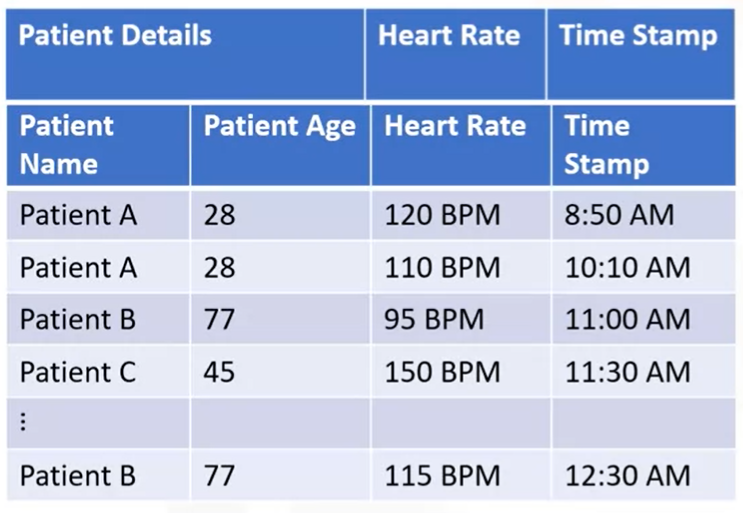 Patient Details Heart Rate Time Stamp
Patient Name Patient Age Heart Rate Time Stamp
Patient A 28 120 BPM 8:50 AM
Patient A 28 110 BPM 10:10 AM
Patient B 77 95 BPM 11:00 AM
Patient C 45 150 BPM 11:30 AM
⋮
Patient B 77 115 BPM 12:30 AM